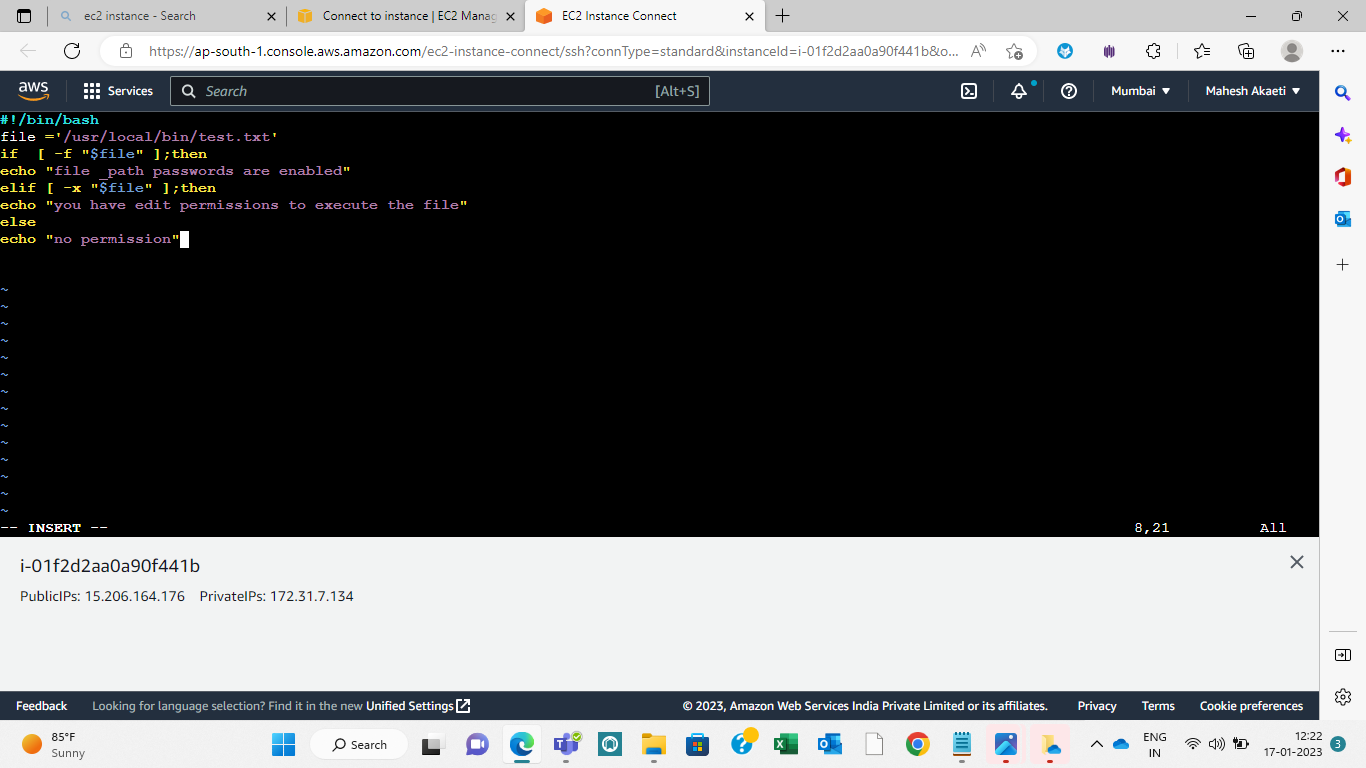 ec2 instance - Search
Connect to instance | EC2 Manag
EC2 Instance Connect
https://ap-south-1.console.aws.amazon.com/ec2-instance-connect/ssh?connType=standard&instanceId=i-01f2d2aa0a90f441b&o...
aws
Services
Search
[Alt+S]
Mumbai
Mahesh Akaeti
#!/bin/bash
file ='/usr/local/bin/test.txt'
if  [ -f "$file" ];then
echo "file _path passwords are enabled"
elif [ -x "$file" ];then
echo "you have edit permissions to execute the file"
else
echo "no permission"
~
~
~
~
~
~
~
~
~
~
~
~
~
~
-- INSERT --
8,21
All
i-01f2d2aa0a90f441b
PublicIPs: 15.206.164.176 PrivateIPs: 172.31.7.134
Feedback
Looking for language selection? Find it in the new Unified Settings
© 2023, Amazon Web Services India Private Limited or its affiliates.
Privacy
Terms
Cookie preferences
85°F
Sunny
Search
ENG
IN
12:22
17-01-2023
3